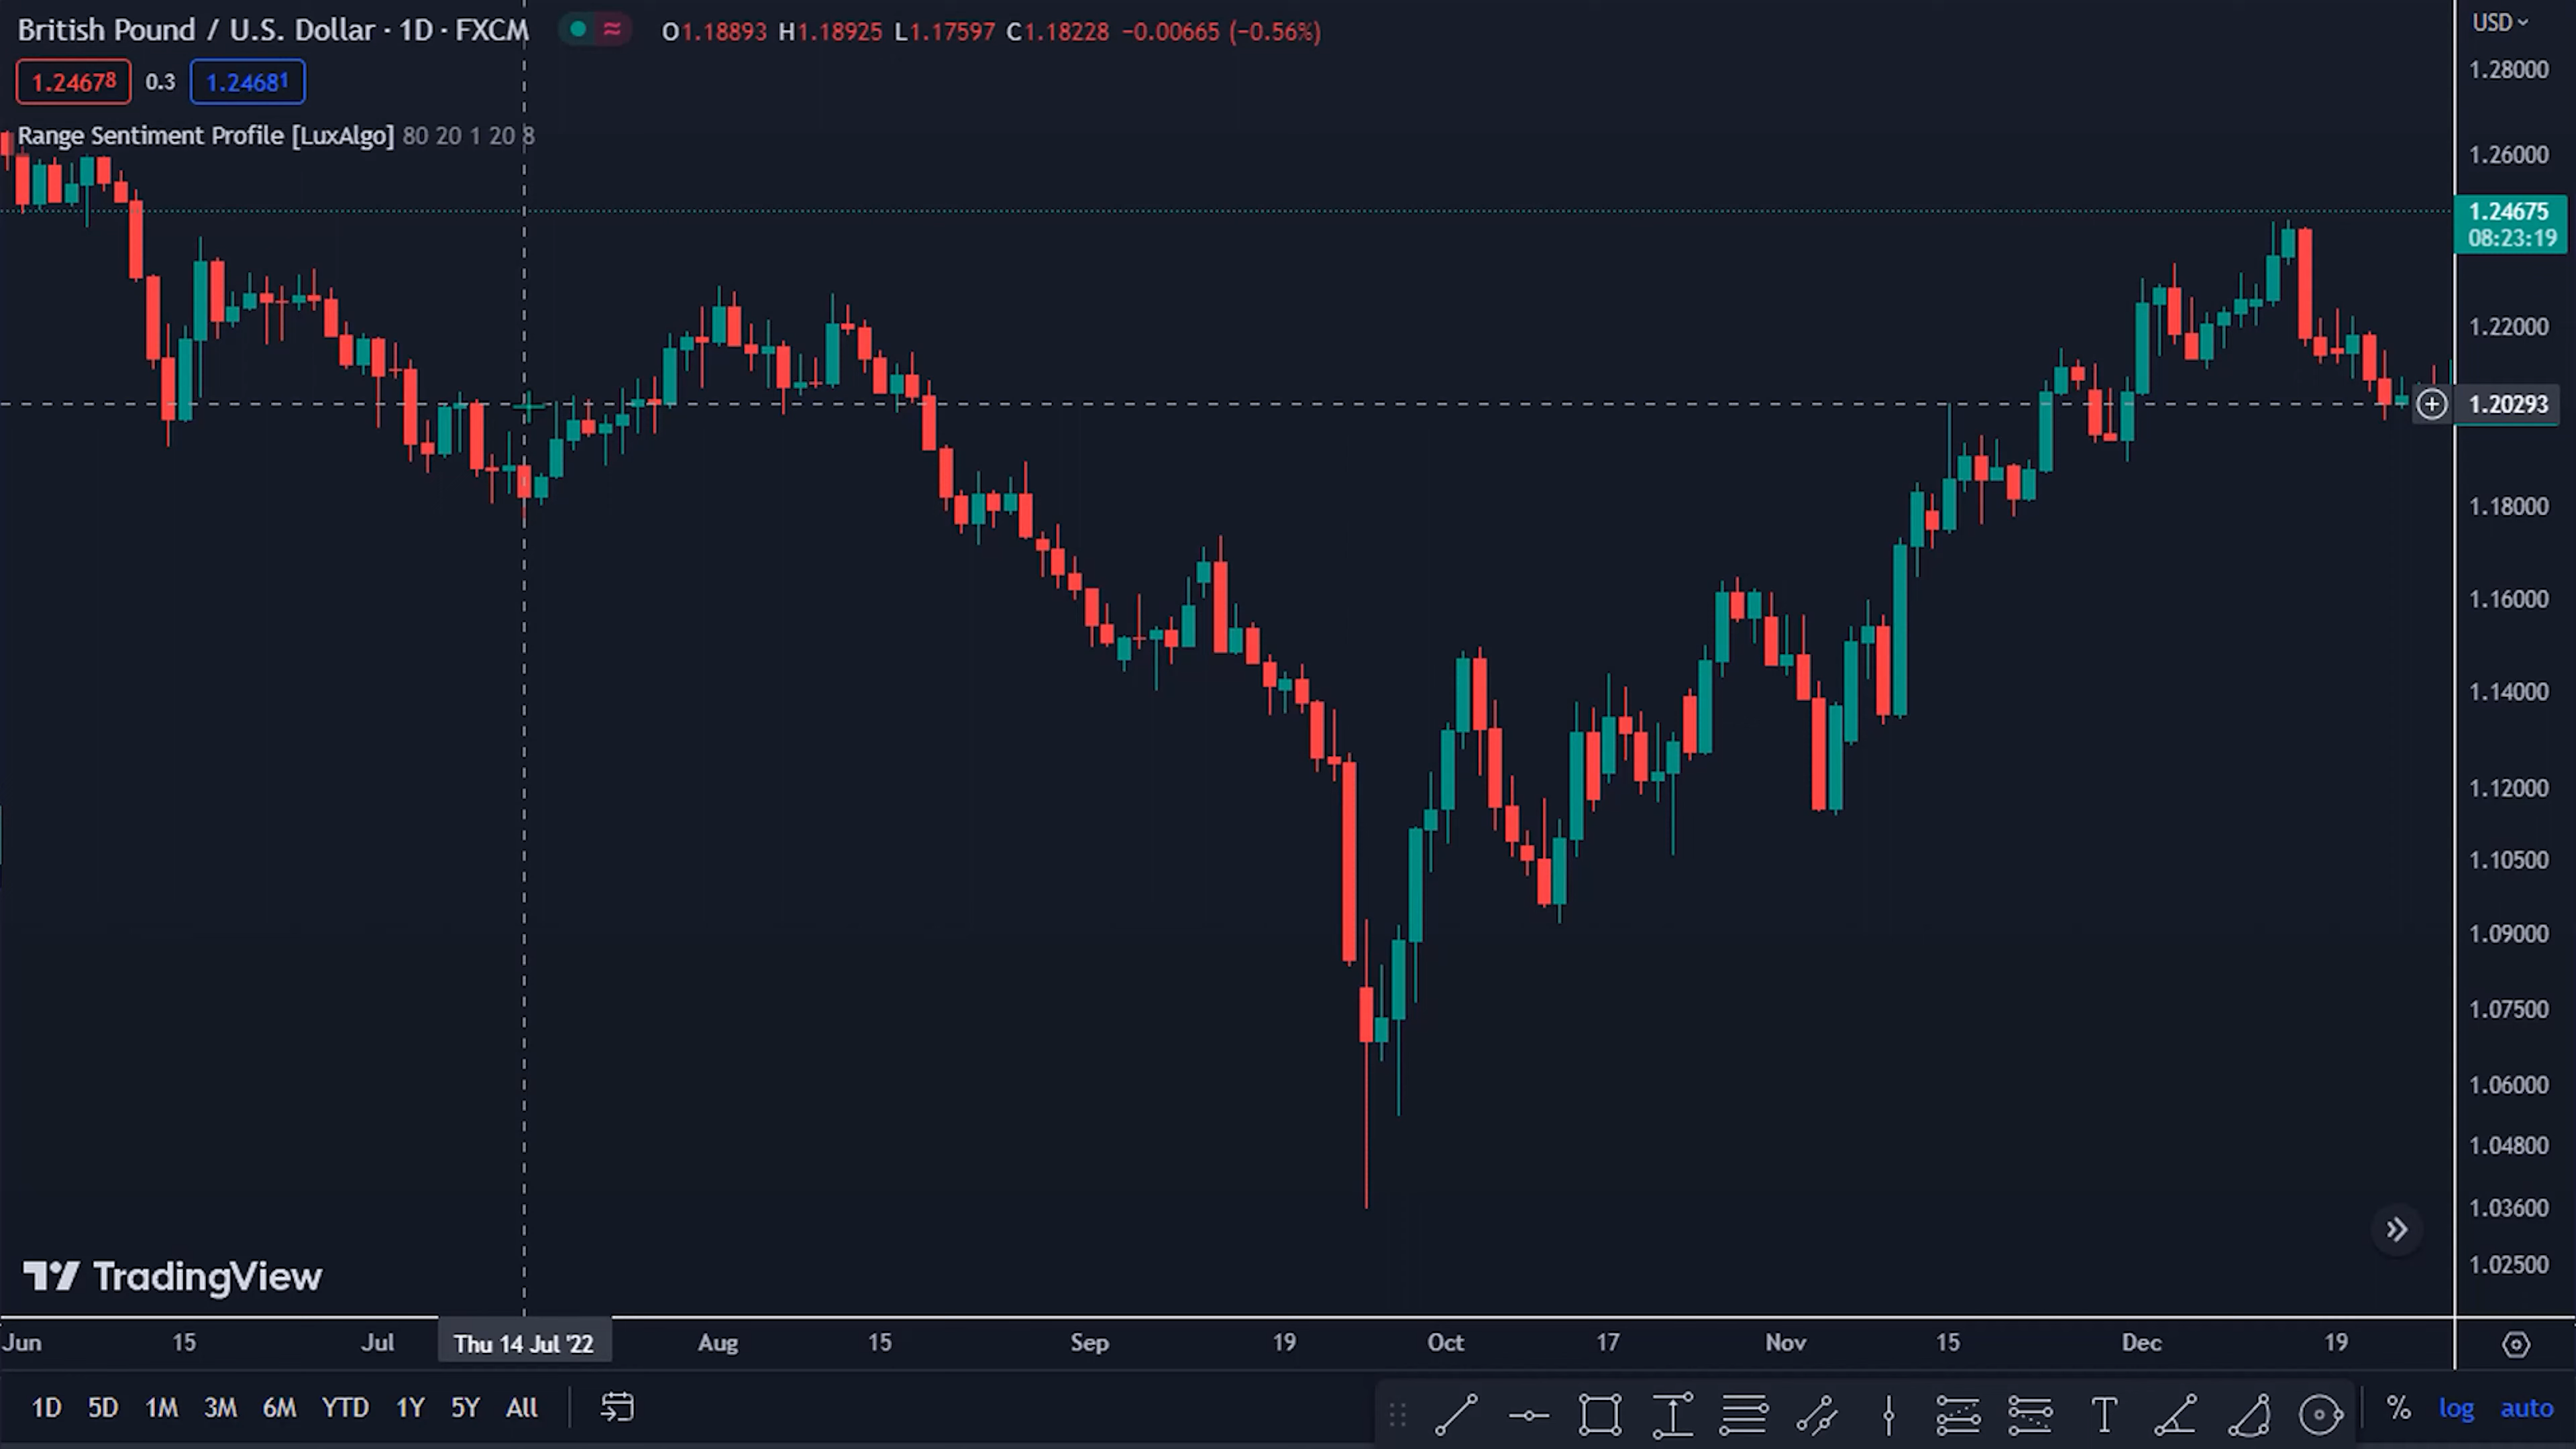 British Pound / U.S. Dollar · 1D · FXCM ≈ O1.18893 H1.18925 L1.17597 C1.18228 −0.00665 (−0.56%)
USD
1.24678 0.3 1.24681
Range Sentiment Profile [LuxAlgo] 80 20 1 20 8
1.28000
1.26000
1.24675
08:23:19
1.22000
1.20293
1.18000
1.16000
1.14000
1.12000
1.10500
1.09000
1.07500
1.06000
1.04800
1.03600
1.02500
TradingView
Jun 15 Jul Thu 14 Jul '22 Aug 15 Sep 19 Oct 17 Nov 15 Dec 19
1D 5D 1M 3M 6M YTD 1Y 5Y All T % log auto